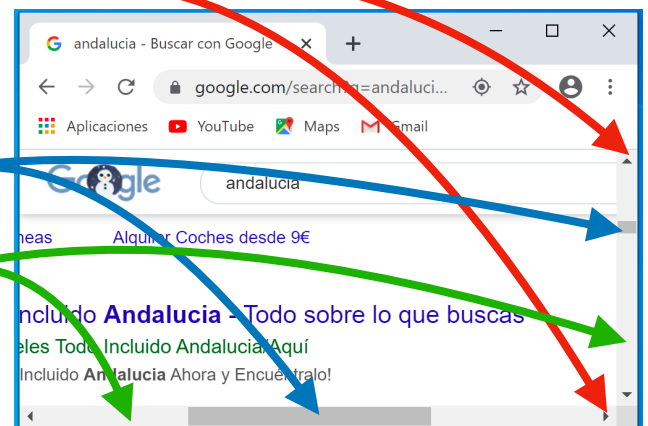 andalucia - Buscar con Google
google.com/search?q=andaluci...
Aplicaciones YouTube Maps Gmail
Google andalucia
neas Alquiler Coches desde 9€
ncluido Andalucia - Todo sobre lo que buscas
eles Todo Incluido Andalucia/Aquí
Incluido Andalucia Ahora y Encuéntralo!